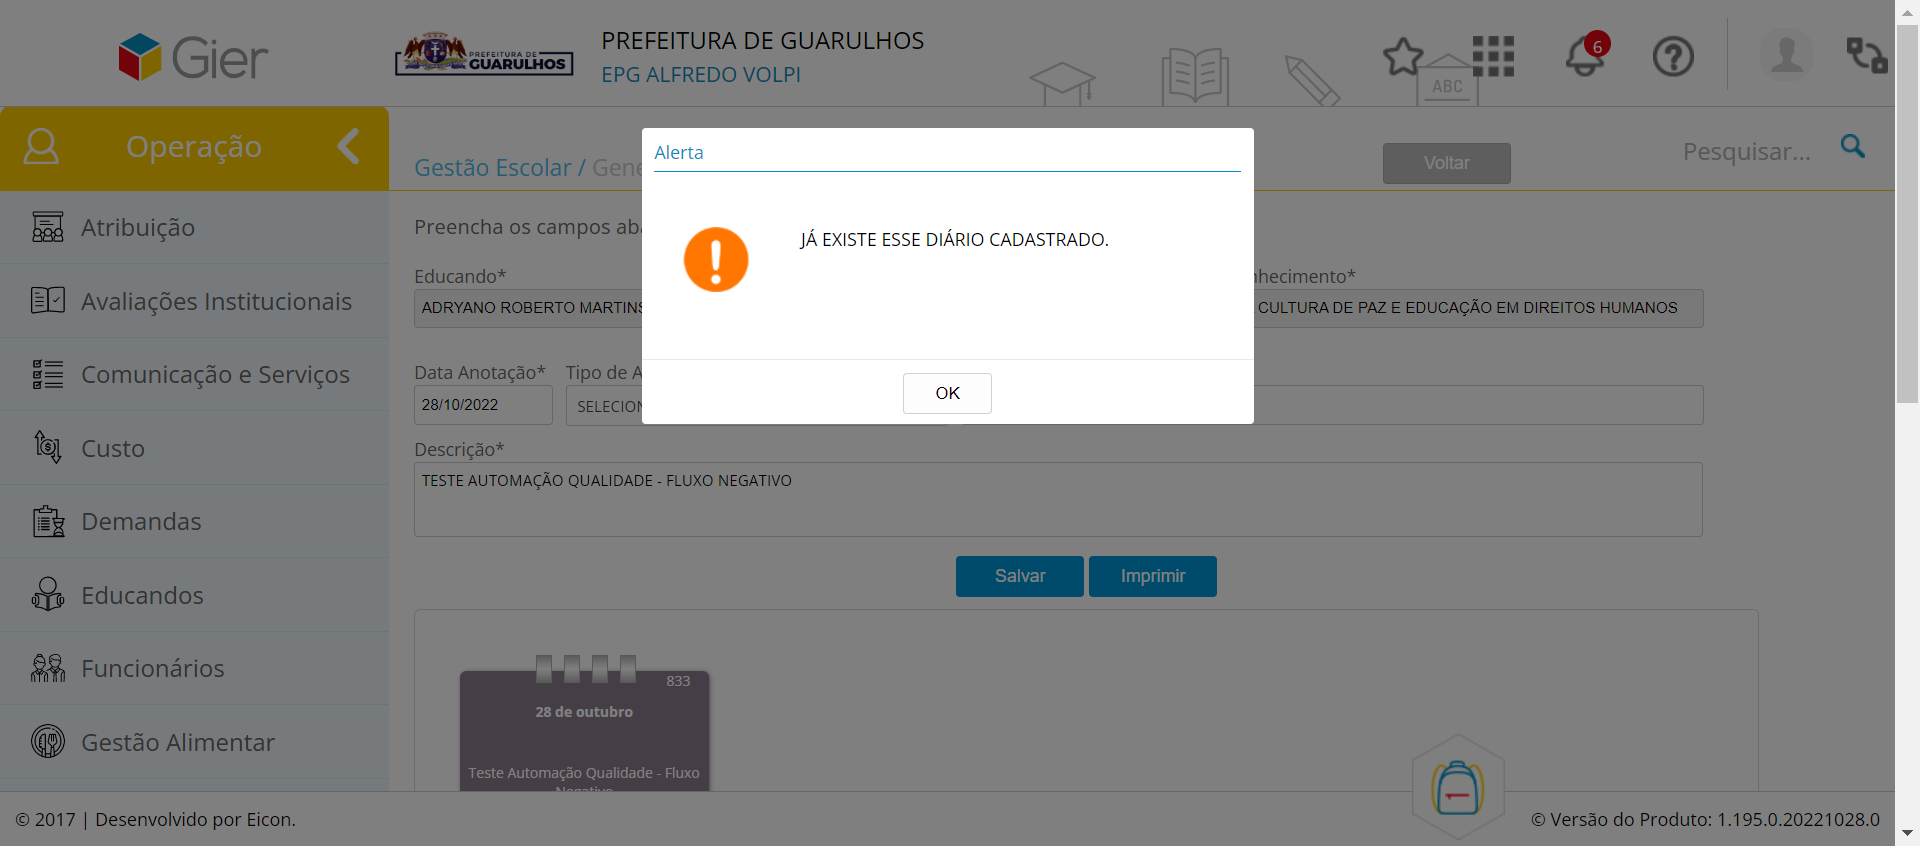 Gier
PREFEITURA DE
GUARULHOS
PREFEITURA DE GUARULHOS
EPG ALFREDO VOLPI
ABC
6
Operação
Gestão Escolar / Gene
Voltar
Pesquisar...
Alerta
JÁ EXISTE ESSE DIÁRIO CADASTRADO.
OK
Atribuição
Avaliações Institucionais
Comunicação e Serviços
Custo
Demandas
Educandos
Funcionários
Gestão Alimentar
Preencha os campos aba
Educando*
hecimento*
ADRYANO ROBERTO MARTINS
CULTURA DE PAZ E EDUCAÇÃO EM DIREITOS HUMANOS
Data Anotação*
Tipo de A
28/10/2022
SELECION
Descrição*
TESTE AUTOMAÇÃO QUALIDADE - FLUXO NEGATIVO
Salvar
Imprimir
833
28 de outubro
Teste Automação Qualidade - Fluxo
Negativo
© 2017 | Desenvolvido por Eicon.
© Versão do Produto: 1.195.0.20221028.0